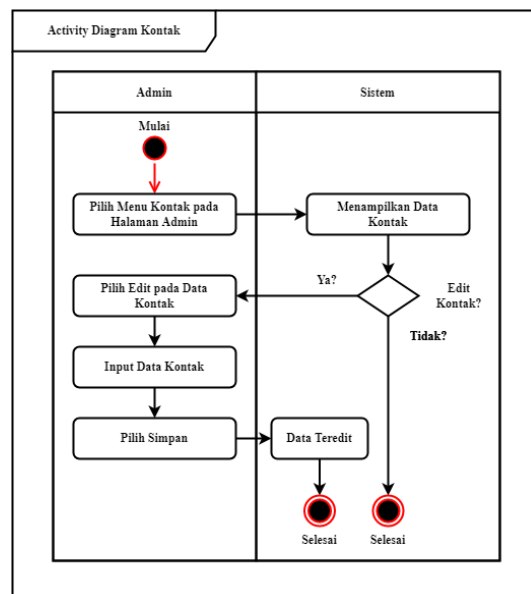 Activity Diagram Kontak
Admin
Sistem
Mulai
Pilih Menu Kontak pada
Halaman Admin
Menampilkan Data
Kontak
Ya?
Edit
Kontak?
Pilih Edit pada Data
Kontak
Tidak?
Input Data Kontak
Pilih Simpan
Data Teredit
Selesai
Selesai